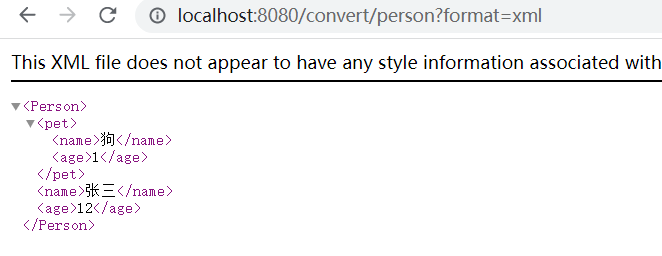 localhost:8080/convert/person?format=xml
This XML file does not appear to have any style information associated with
<Person>
<pet>
<name>狗</name>
<age>1</age>
</pet>
<name>张三</name>
<age>12</age>
</Person>